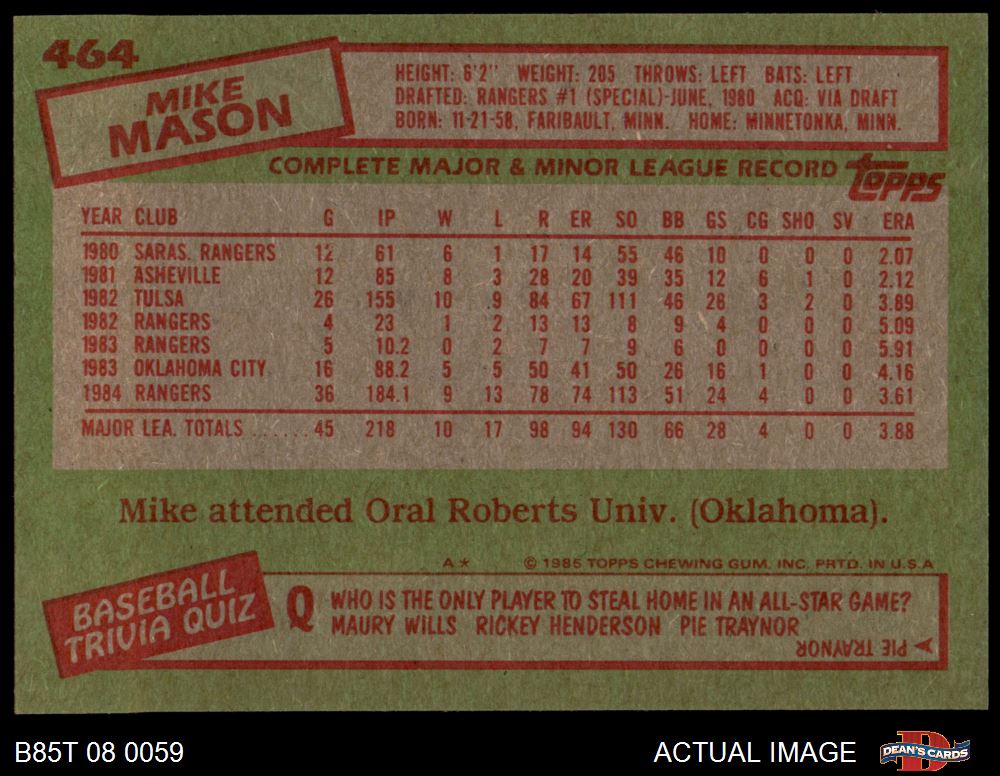 464
MIKE
MASON
HEIGHT: 6'2" WEIGHT: 205 THROWS: LEFT BATS: LEFT
DRAFTED: RANGERS #1 (SPECIAL)-JUNE, 1980 ACQ: VIA DRAFT
BORN: 11-21-58, FARIBAULT, MINN. HOME: MINNETONKA, MINN.
COMPLETE MAJOR & MINOR LEAGUE RECORD topps
YEAR CLUB G IP W L R ER SO BB GS CG SHO SV ERA
1980 SARAS. RANGERS 12 61 6 1 17 14 55 46 10 0 0 0 2.07
1981 ASHEVILLE 12 85 8 3 28 20 39 35 12 6 1 0 2.12
1982 TULSA 26 155 10 9 84 67 111 46 26 3 2 0 3.89
1982 RANGERS 4 23 1 2 13 13 8 9 4 0 0 0 5.09
1983 RANGERS 5 10.2 0 2 7 7 9 6 0 0 0 0 5.91
1983 OKLAHOMA CITY 16 88.2 5 5 50 41 50 26 16 1 0 0 4.16
1984 RANGERS 36 184.1 9 13 78 74 113 51 24 4 0 0 3.61
MAJOR LEA. TOTALS ....... 45 218 10 17 98 94 130 66 28 4 0 0 3.88
Mike attended Oral Roberts Univ. (Oklahoma).
A* © 1985 TOPPS CHEWING GUM, INC. PRTD. IN U.S.A
BASEBALL
TRIVIA QUIZ
Q WHO IS THE ONLY PLAYER TO STEAL HOME IN AN ALL-STAR GAME?
MAURY WILLS RICKEY HENDERSON PIE TRAYNOR
PIE TRAYNOR
B85T 08 0059
ACTUAL IMAGE
DEAN'S CARDS